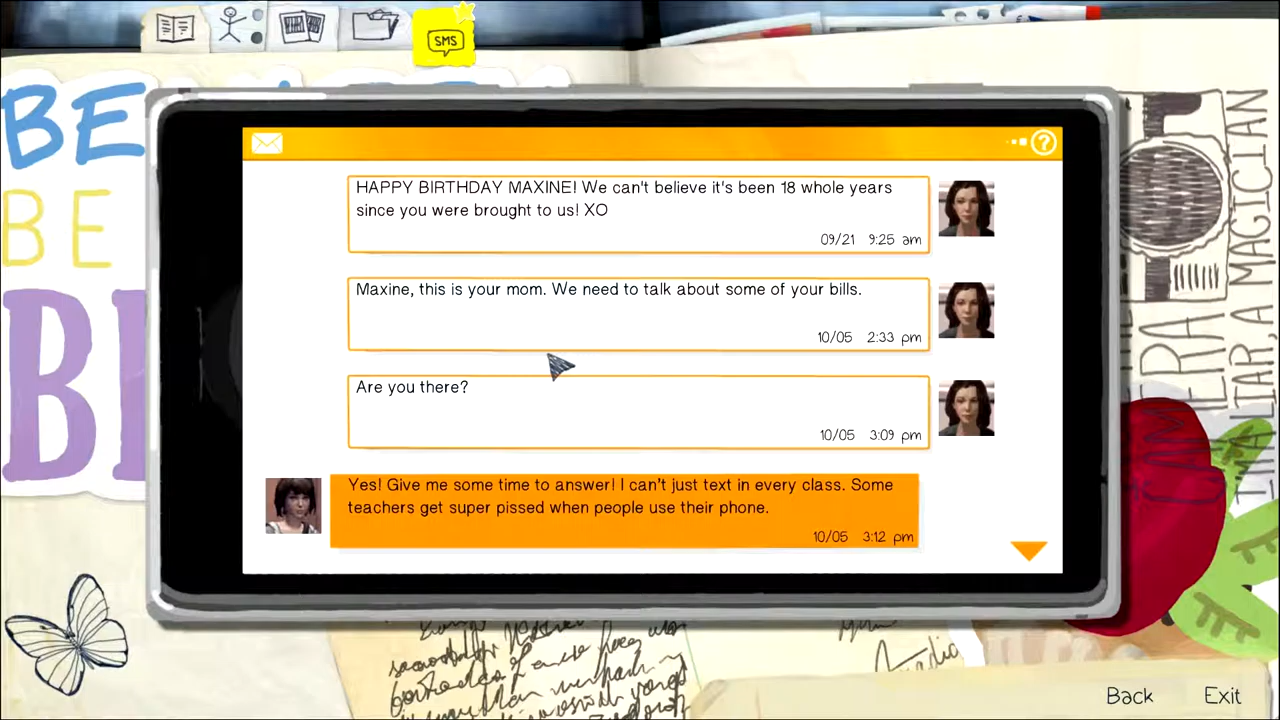 SMS
BE
BE
HAPPY BIRTHDAY MAXINE! We can't believe it's been 18 whole years
since you were brought to us! XO
09/21 9:25 am
Maxine, this is your mom. We need to talk about some of your bills.
10/05 2:33 pm
Are you there?
10/05 3:09 pm
Yes! Give me some time to answer! I can't just text in every class. Some
teachers get super pissed when people use their phone.
10/05 3:12 pm
CAMERA
LIAR, A MAGICIAN
Back Exit